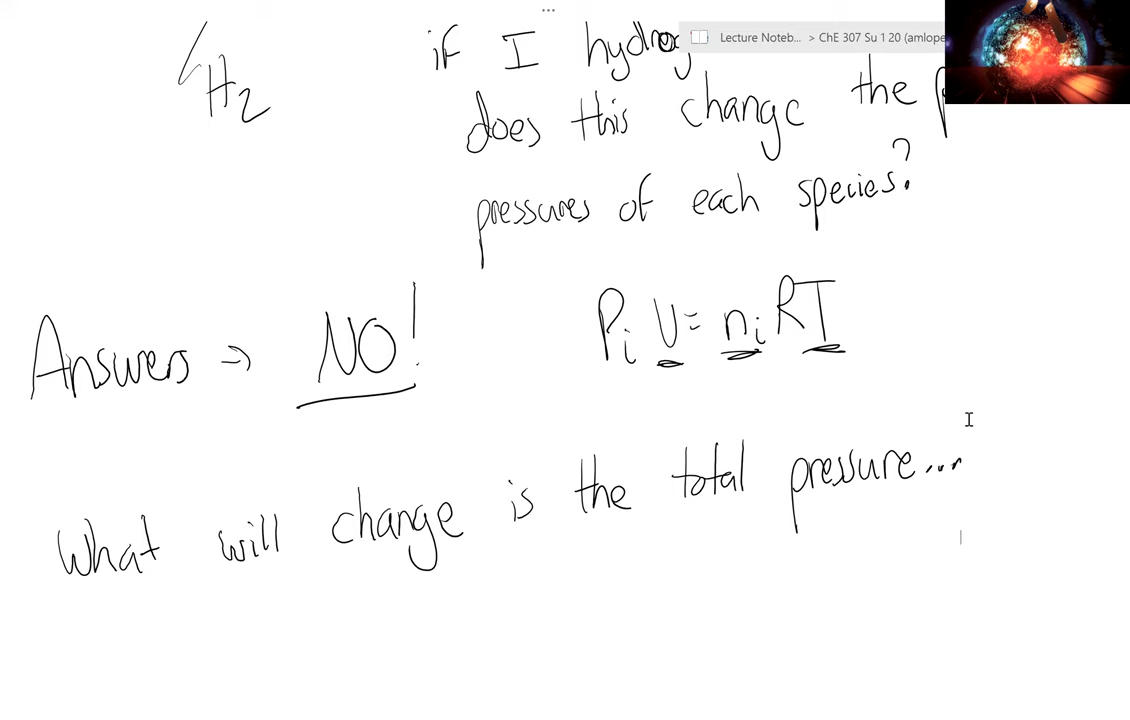 ...
Lecture Noteb... > ChE 307 Su 1 20 (amlope
if I
H2
does this change the
pressures of each species?
Answers → NO! PiV = niRT
What will change is the total pressure...